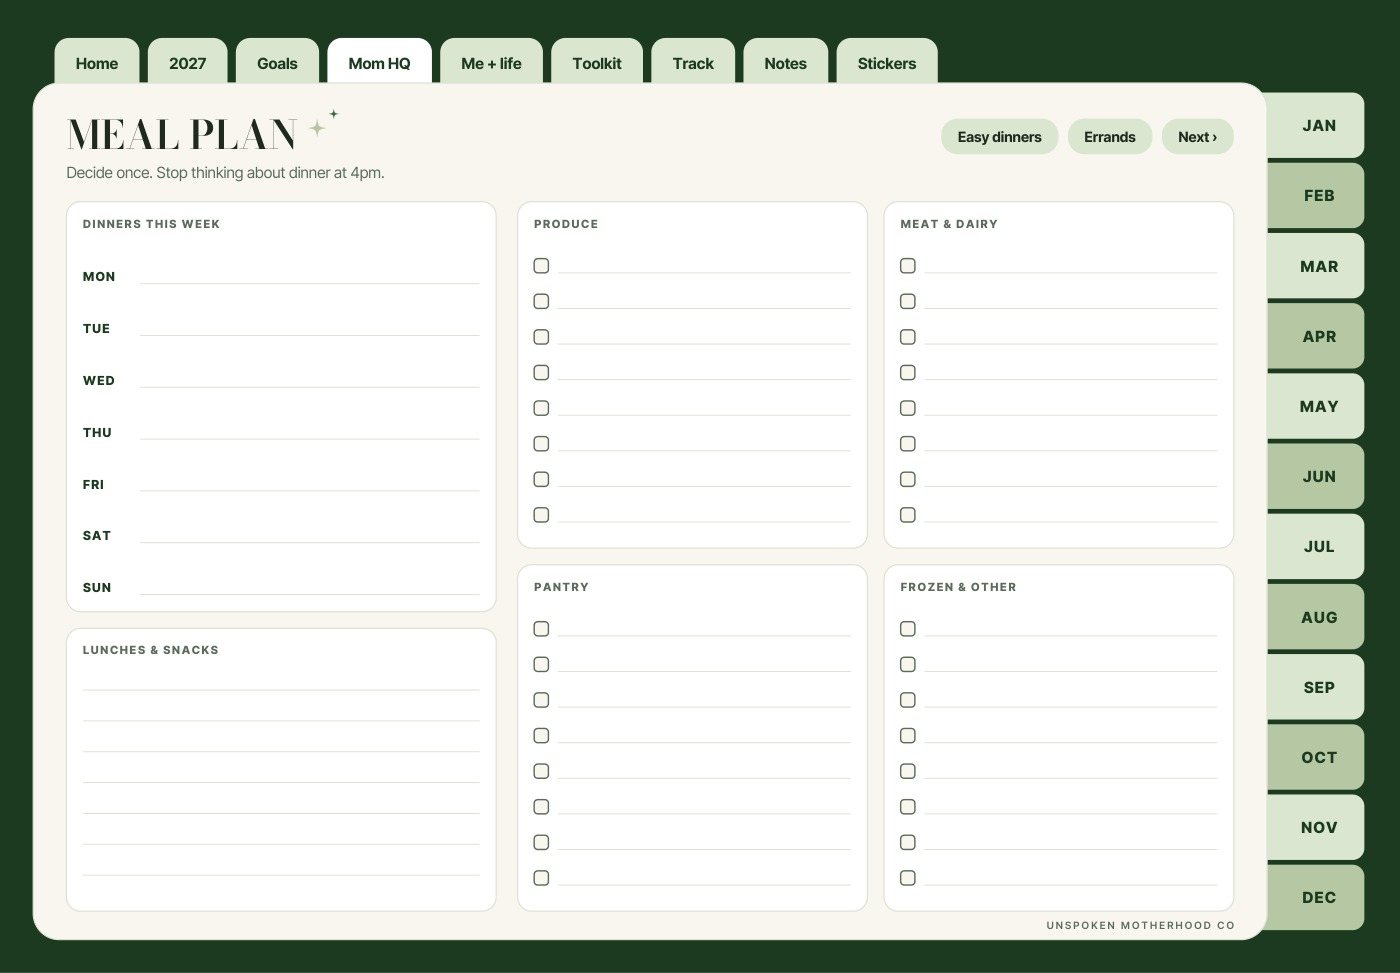 Home
2027
Goals
Mom HQ
Me + life
Toolkit
Track
Notes
Stickers
MEAL PLAN
Decide once. Stop thinking about dinner at 4pm.
Easy dinners
Errands
Next ›
DINNERS THIS WEEK
MON
TUE
WED
THU
FRI
SAT
SUN
LUNCHES & SNACKS
PRODUCE
MEAT & DAIRY
PANTRY
FROZEN & OTHER
JAN
FEB
MAR
APR
MAY
JUN
JUL
AUG
SEP
OCT
NOV
DEC
UNSPOKEN MOTHERHOOD CO